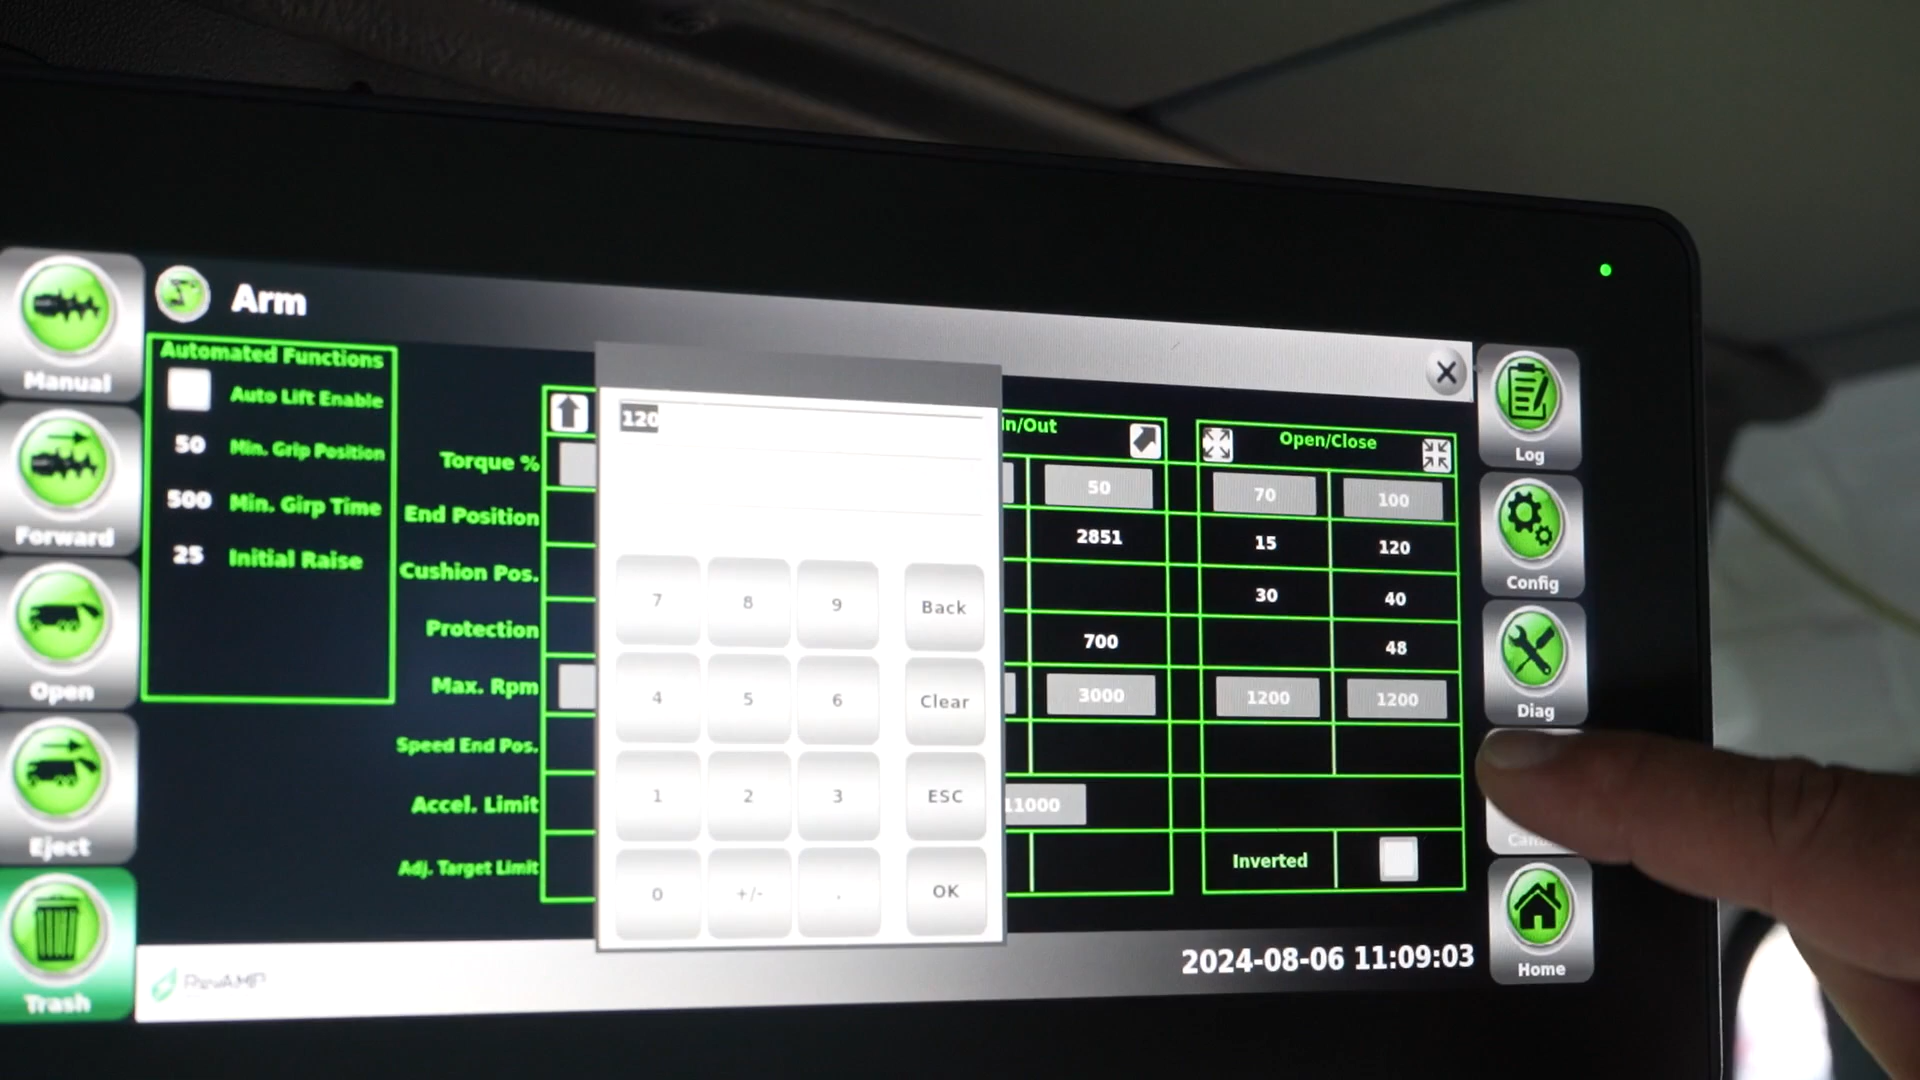 Arm
Manual
Forward
Open
Eject
Trash
Automated Functions
Auto Lift Enable
50 Min. Grip Position
500 Min. Girp Time
25 Initial Raise
Torque %
End Position
Cushion Pos.
Protection
Max. Rpm
Speed End Pos.
Accel. Limit
Adj. Target Limit
120
7 8 9 Back
4 5 6 Clear
1 2 3 ESC
0 +/- . OK
In/Out
50
2851
700
3000
11000
Open/Close
70 100
15 120
30 40
48
1200 1200
Inverted
Log
Config
Diag
Home
RevAMP
2024-08-06 11:09:03